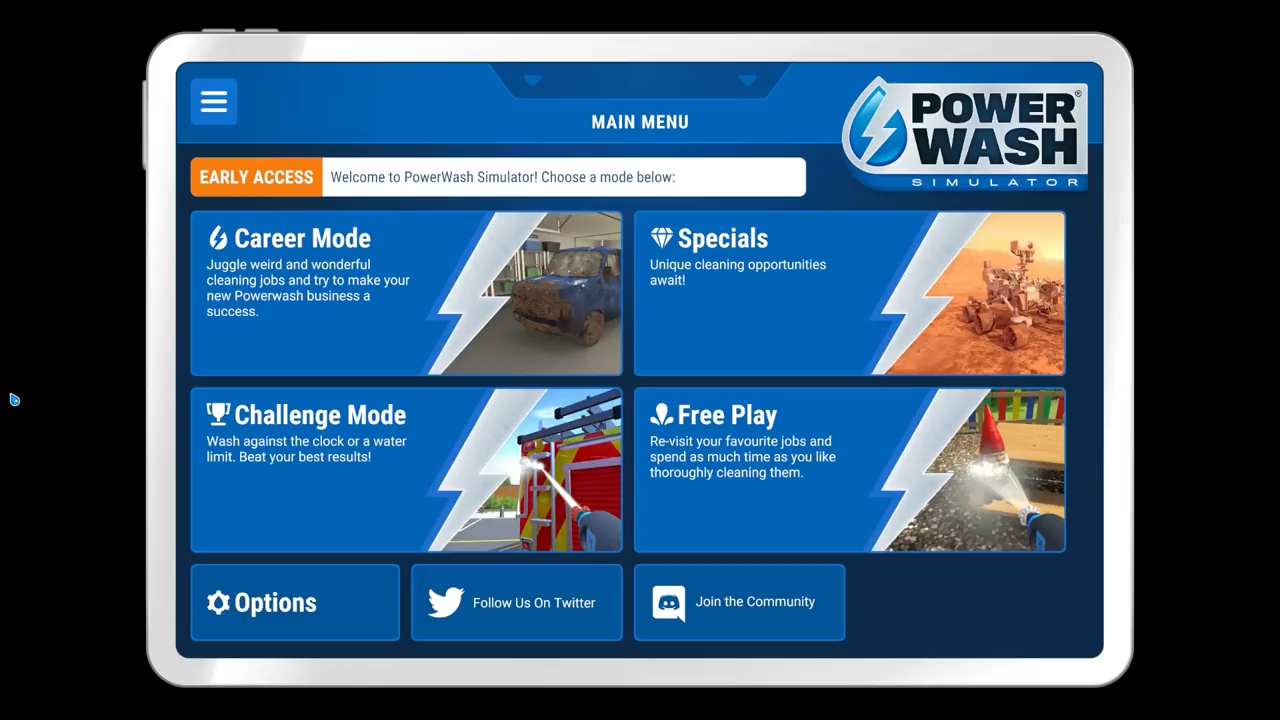 MAIN MENU
POWER
WASH
SIMULATOR
EARLY ACCESS Welcome to PowerWash Simulator! Choose a mode below:
Career Mode
Juggle weird and wonderful
cleaning jobs and try to make your
new Powerwash business a
success.
Specials
Unique cleaning opportunities
await!
Challenge Mode
Wash against the clock or a water
limit. Beat your best results!
Free Play
Re-visit your favourite jobs and
spend as much time as you like
thoroughly cleaning them.
Options
Follow Us On Twitter
Join the Community